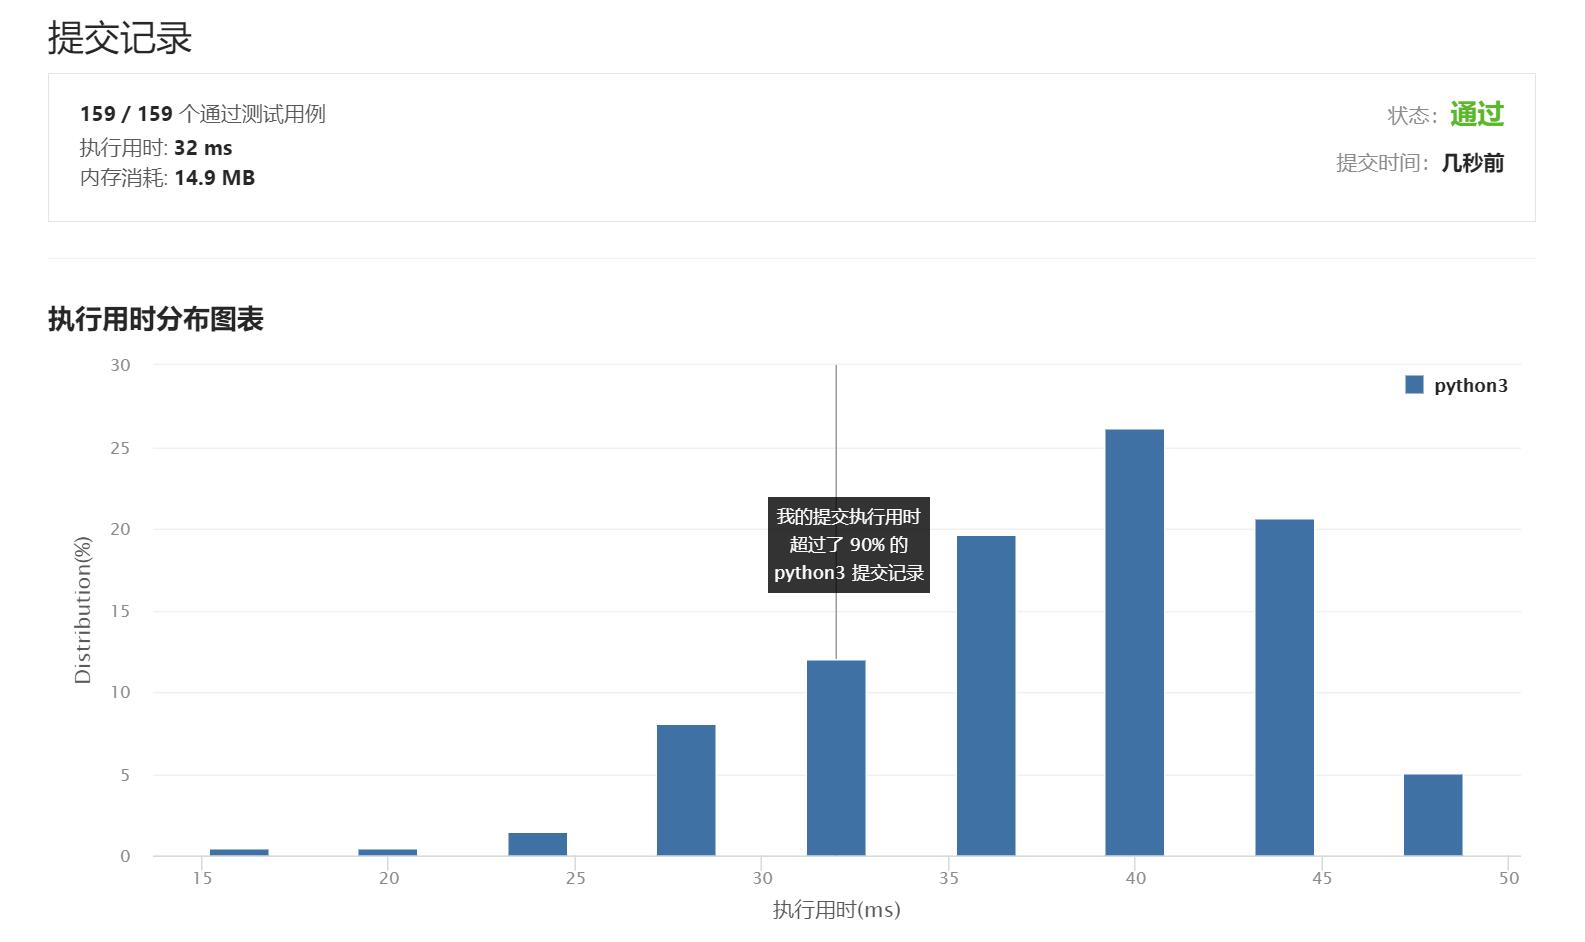 提交记录
159 / 159 个通过测试用例
状态：通过
执行用时: 32 ms
提交时间：几秒前
内存消耗: 14.9 MB
执行用时分布图表
30
25
20
15
10
5
0
Distribution(%)
python3
我的提交执行用时
超过了 90% 的
python3 提交记录
15 20 25 30 35 40 45 50
执行用时(ms)